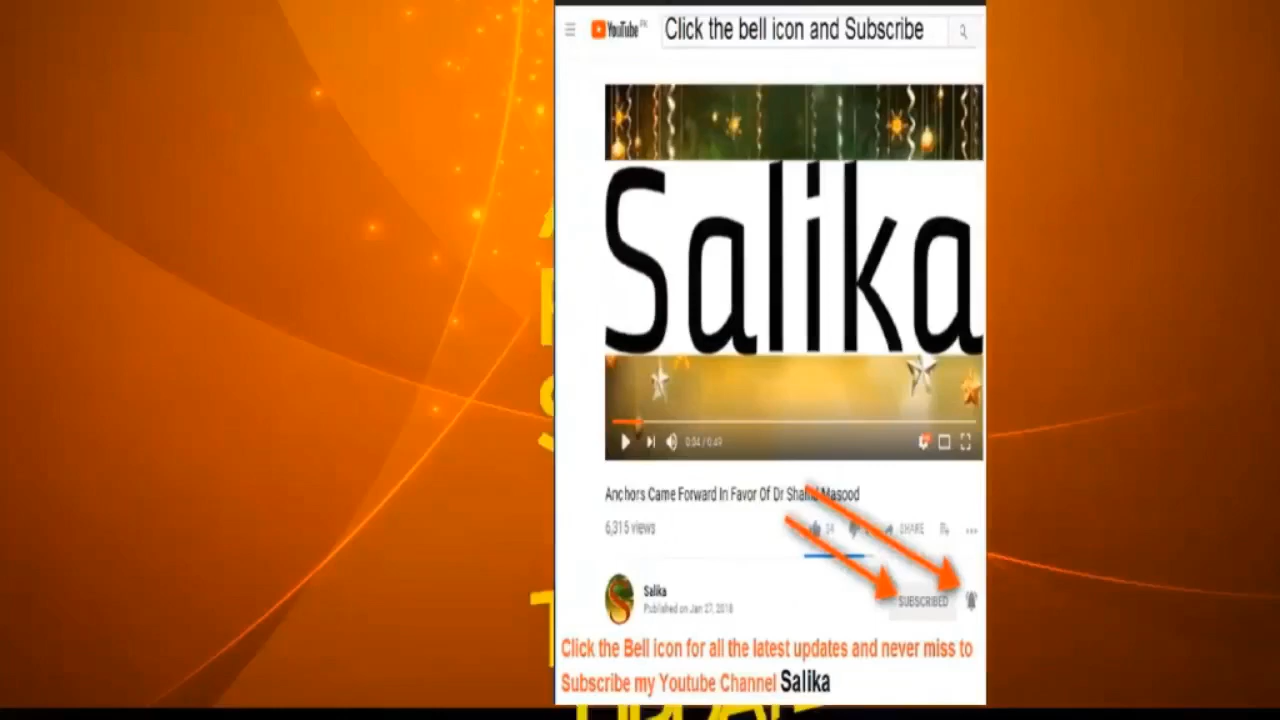 YouTube PK
Click the bell icon and Subscribe
Salika
0:04 / 0:49
Anchors Came Forward In Favor Of Dr Shahid Masood
6,315 views
SHARE
Salika
Published on Jan 27, 2018
SUBSCRIBED
Click the Bell icon for all the latest updates and never miss to
Subscribe my Youtube Channel Salika